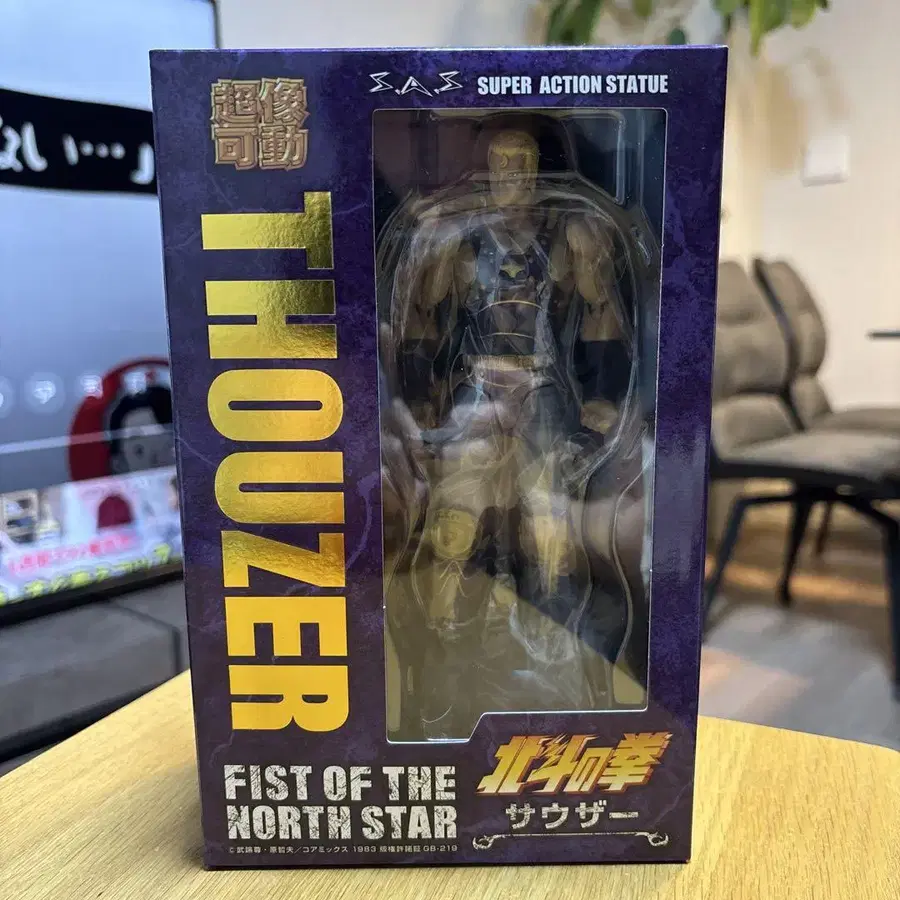 S.A.S SUPER ACTION STATUE
超像
可動
THOUZER
FIST OF THE
NORTH STAR
北斗の拳
サウザー
©武論尊・原哲夫／コアミックス 1983 版権許諾証GB-219